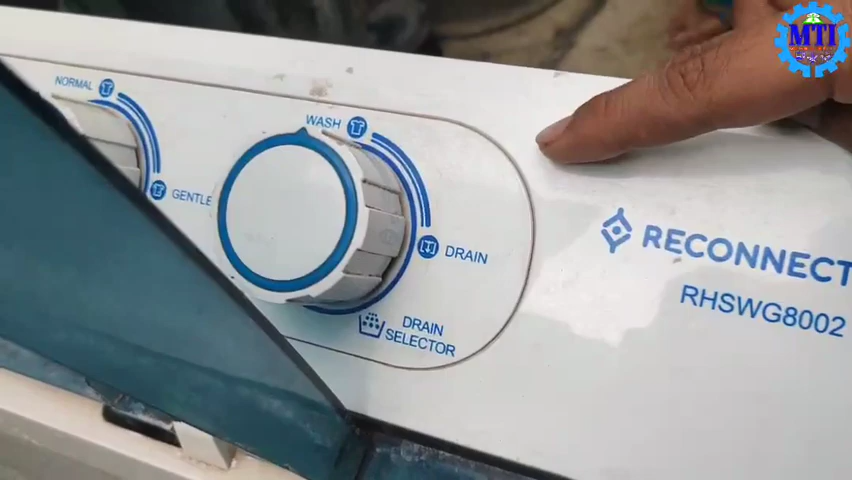 MTI
NORMAL
WASH
GENTLE
DRAIN
DRAIN
SELECTOR
RECONNECT
RHSWG8002